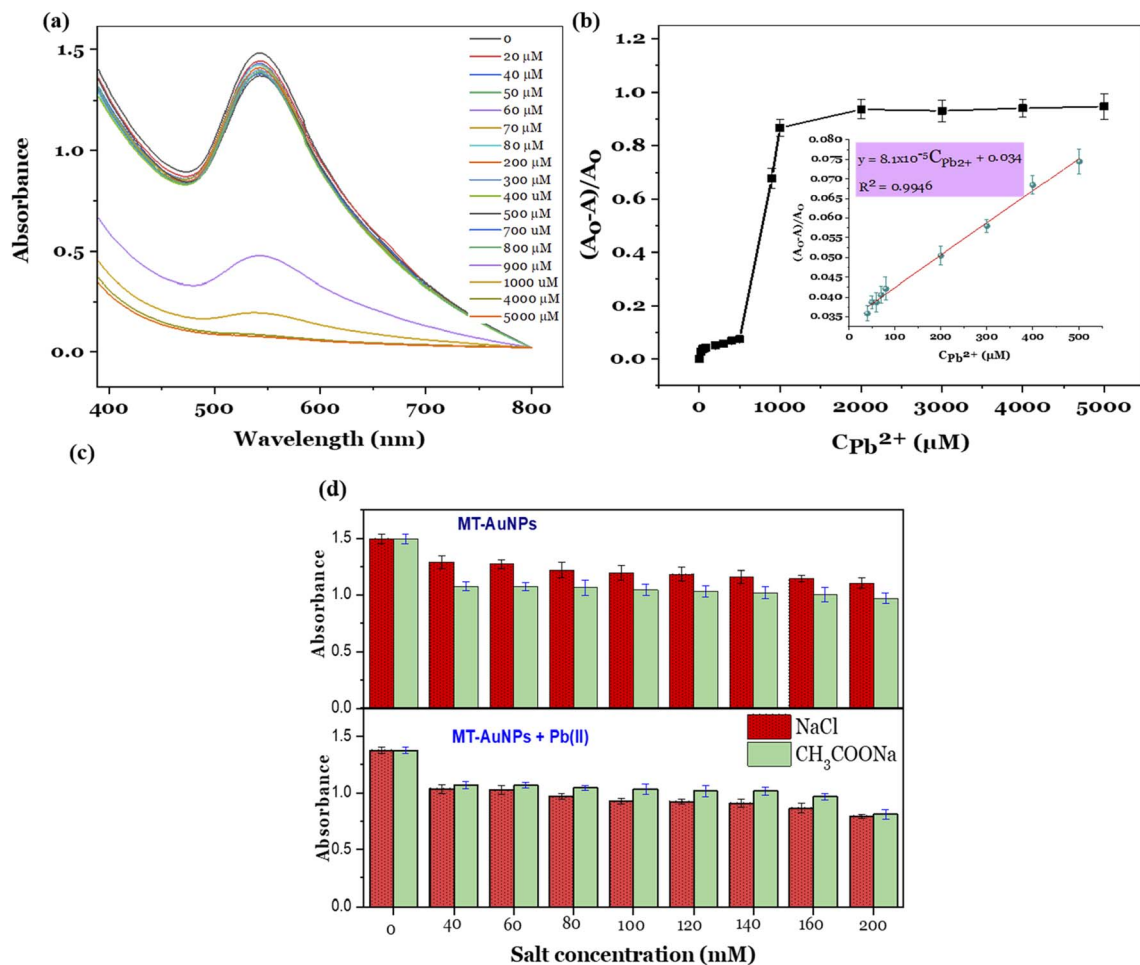 (a)
1.5
1.0
0.5
0.0
Absorbance
400
500
600
700
800
Wavelength (nm)
0
20 µM
40 µM
50 µM
60 µM
70 µM
80 µM
200 µM
300 µM
400 uM
500 µM
700 uM
800 µM
900 µM
1000 uM
4000 µM
5000 µM
(b)
1.2
1.0
0.8
0.6
0.4
0.2
0.0
(A₀-A)/A₀
0
1000
2000
3000
4000
5000
C_Pb²⁺ (µM)
y = 8.1x10⁻⁵C_Pb2+ + 0.034
R² = 0.9946
0.080
0.075
0.070
0.065
0.060
0.055
0.050
0.045
0.040
0.035
(A₀-A)/A₀
0
100
200
300
400
500
C_Pb²⁺ (µM)
(c)
(d)
MT-AuNPs
1.5
1.0
0.5
0.0
Absorbance
MT-AuNPs + Pb(II)
NaCl
CH₃COONa
1.5
1.0
0.5
0.0
Absorbance
0
40
60
80
100
120
140
160
200
Salt concentration (mM)